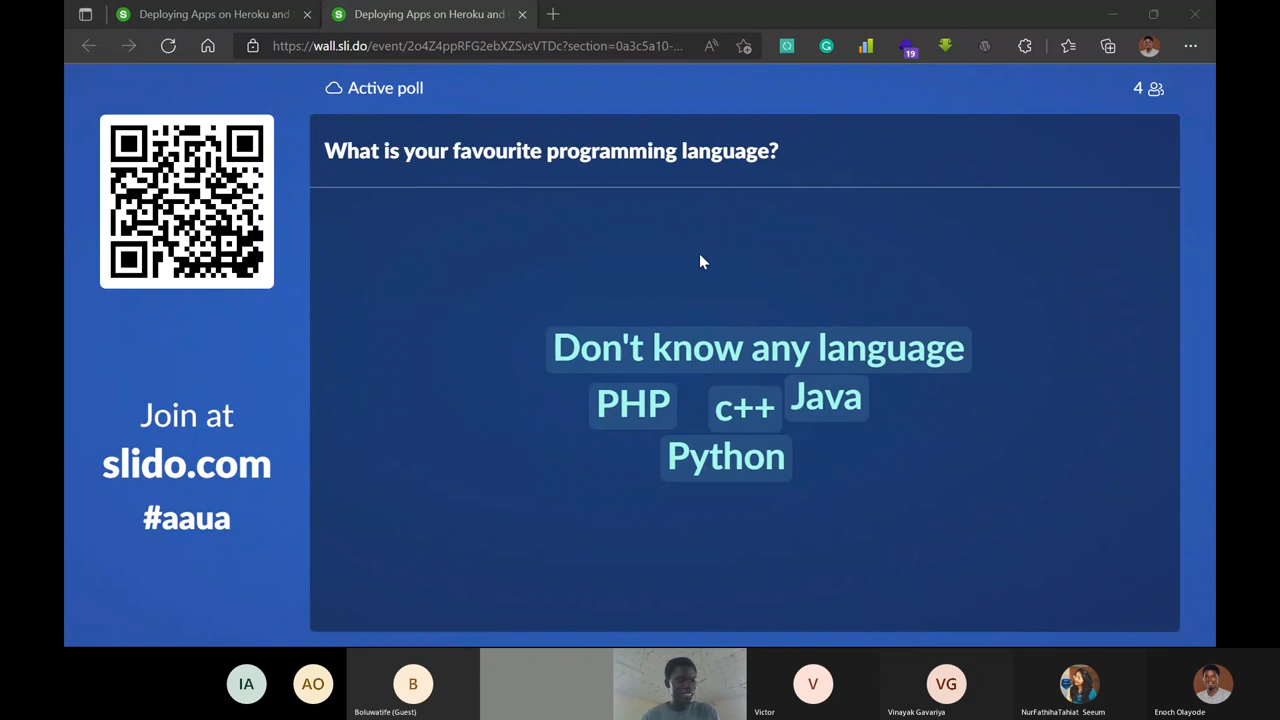 Deploying Apps on Heroku and
Deploying Apps on Heroku and
https://wall.sli.do/event/2o4Z4ppRFG2ebXZSvsVTDc?section=0a3c5a10-...
19
Active poll
4
What is your favourite programming language?
Don't know any language
PHP
c++
Java
Python
Join at
slido.com
#aaua
IA
AO
B
V
VG
Boluwatife (Guest)
Victor
Vinayak Gavariya
NurFathihaTahiat Seeum
Enoch Olayode